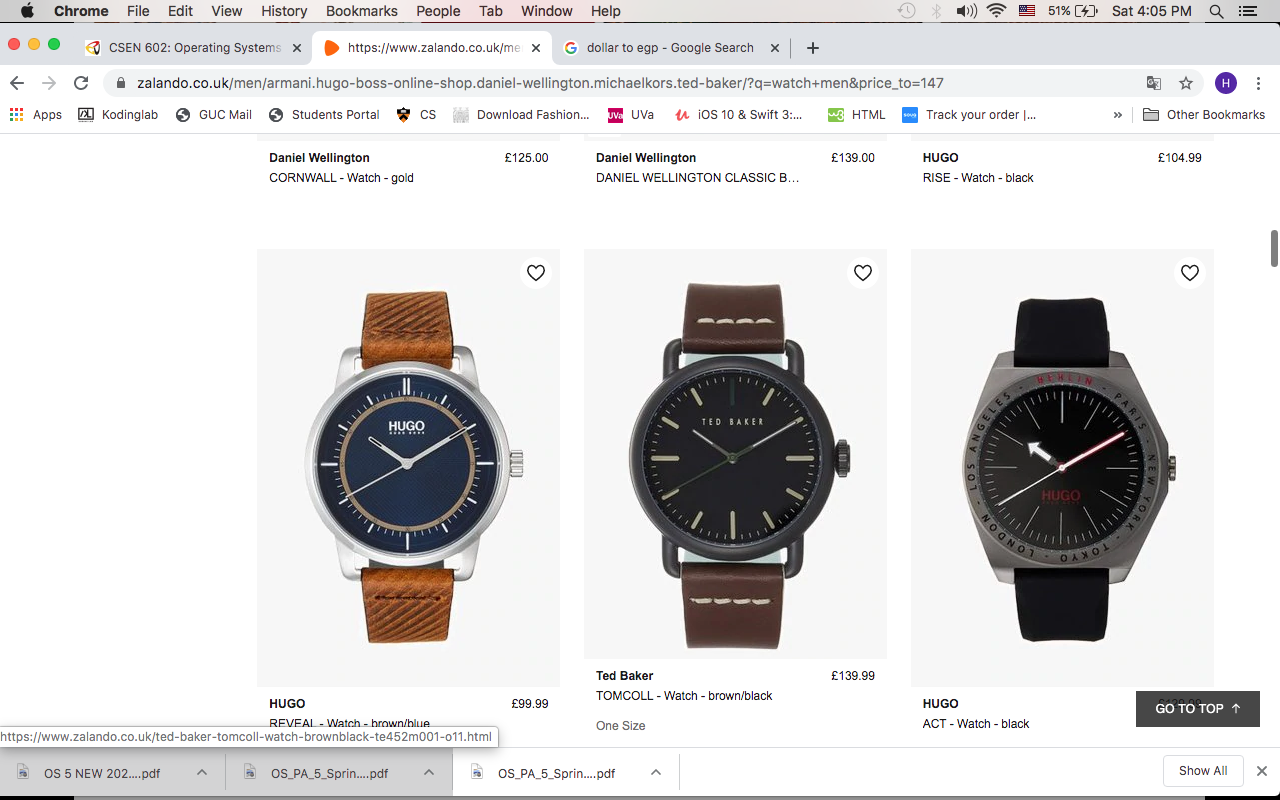 Chrome File Edit View History Bookmarks People Tab Window Help 51% Sat 4:05 PM
CSEN 602: Operating Systems https://www.zalando.co.uk/me dollar to egp - Google Search
zalando.co.uk/men/armani.hugo-boss-online-shop.daniel-wellington.michaelkors.ted-baker/?q=watch+men&price_to=147 H
Apps Kodinglab GUC Mail Students Portal CS Download Fashion... UVa UVa iOS 10 & Swift 3:... w3 HTML souq Track your order |... » Other Bookmarks
Daniel Wellington £125.00
CORNWALL - Watch - gold
Daniel Wellington £139.00
DANIEL WELLINGTON CLASSIC B…
HUGO £104.99
RISE - Watch - black
HUGO
HUGO BOSS
TED BAKER
BERLIN · PARIS · NEW YORK · TOKYO · LONDON · LOS ANGELES
HUGO
HUGO £99.99
REVEAL - Watch - brown/blue
Ted Baker £139.99
TOMCOLL - Watch - brown/black
One Size
HUGO
ACT - Watch - black
GO TO TOP
https://www.zalando.co.uk/ted-baker-tomcoll-watch-brownblack-te452m001-o11.html
OS 5 NEW 202....pdf OS_PA_5_Sprin....pdf OS_PA_5_Sprin....pdf Show All